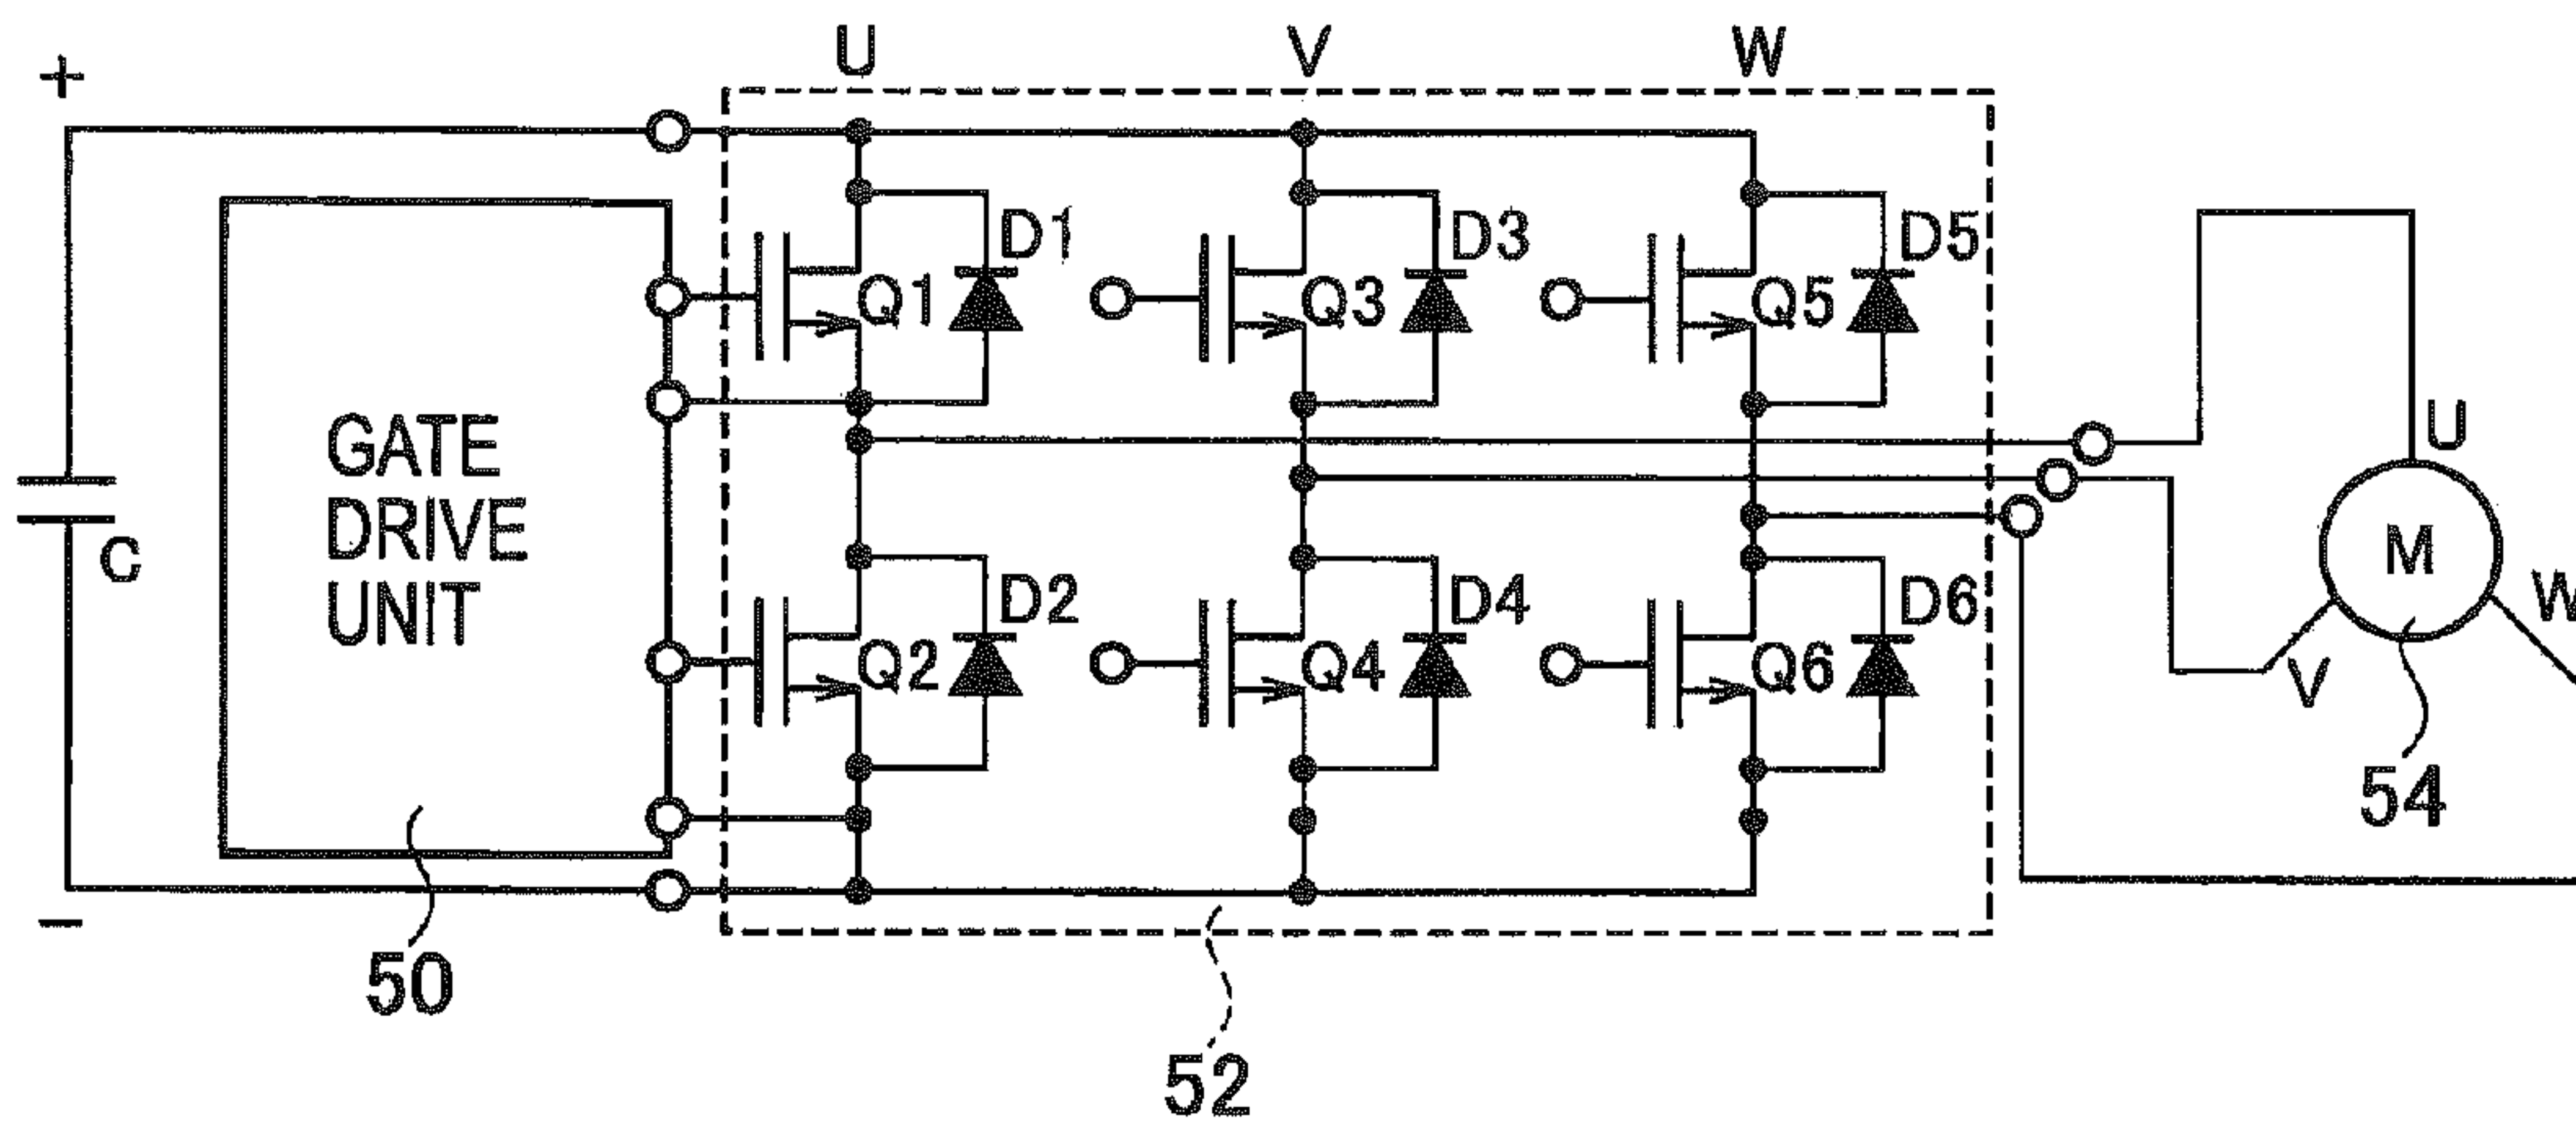 U V W
+
D1 D3 D5
Q1 Q3 Q5
GATE
DRIVE
UNIT
C
U
M
W
V
D2 D4 D6
Q2 Q4 Q6
54
−
50
52